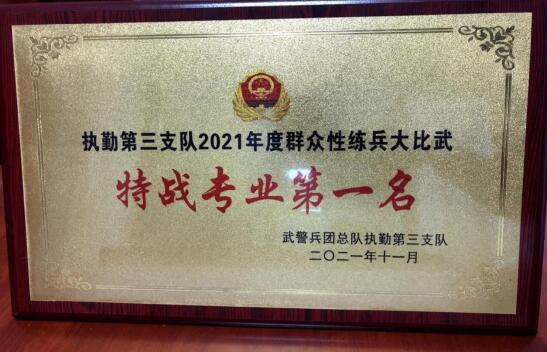 执勤第三支队2021年度群众性练兵大比武
特战专业第一名
武警兵团总队执勤第三支队
二〇二一年十一月